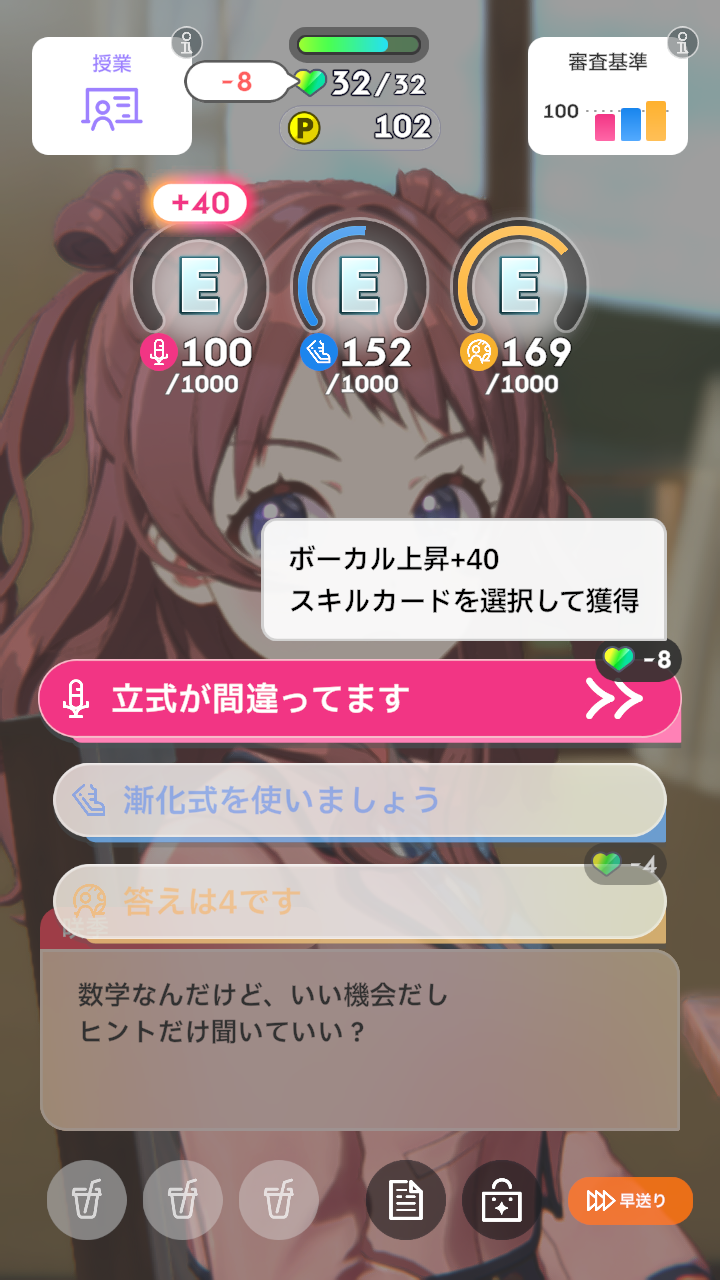 授業
-8
32/32
P 102
審査基準
100
+40
E
E
E
100
/1000
152
/1000
169
/1000
ボーカル上昇+40
スキルカードを選択して獲得
-8
立式が間違ってます
漸化式を使いましょう
-4
答えは4です
授業
数学なんだけど、いい機会だし
ヒントだけ聞いていい？
早送り